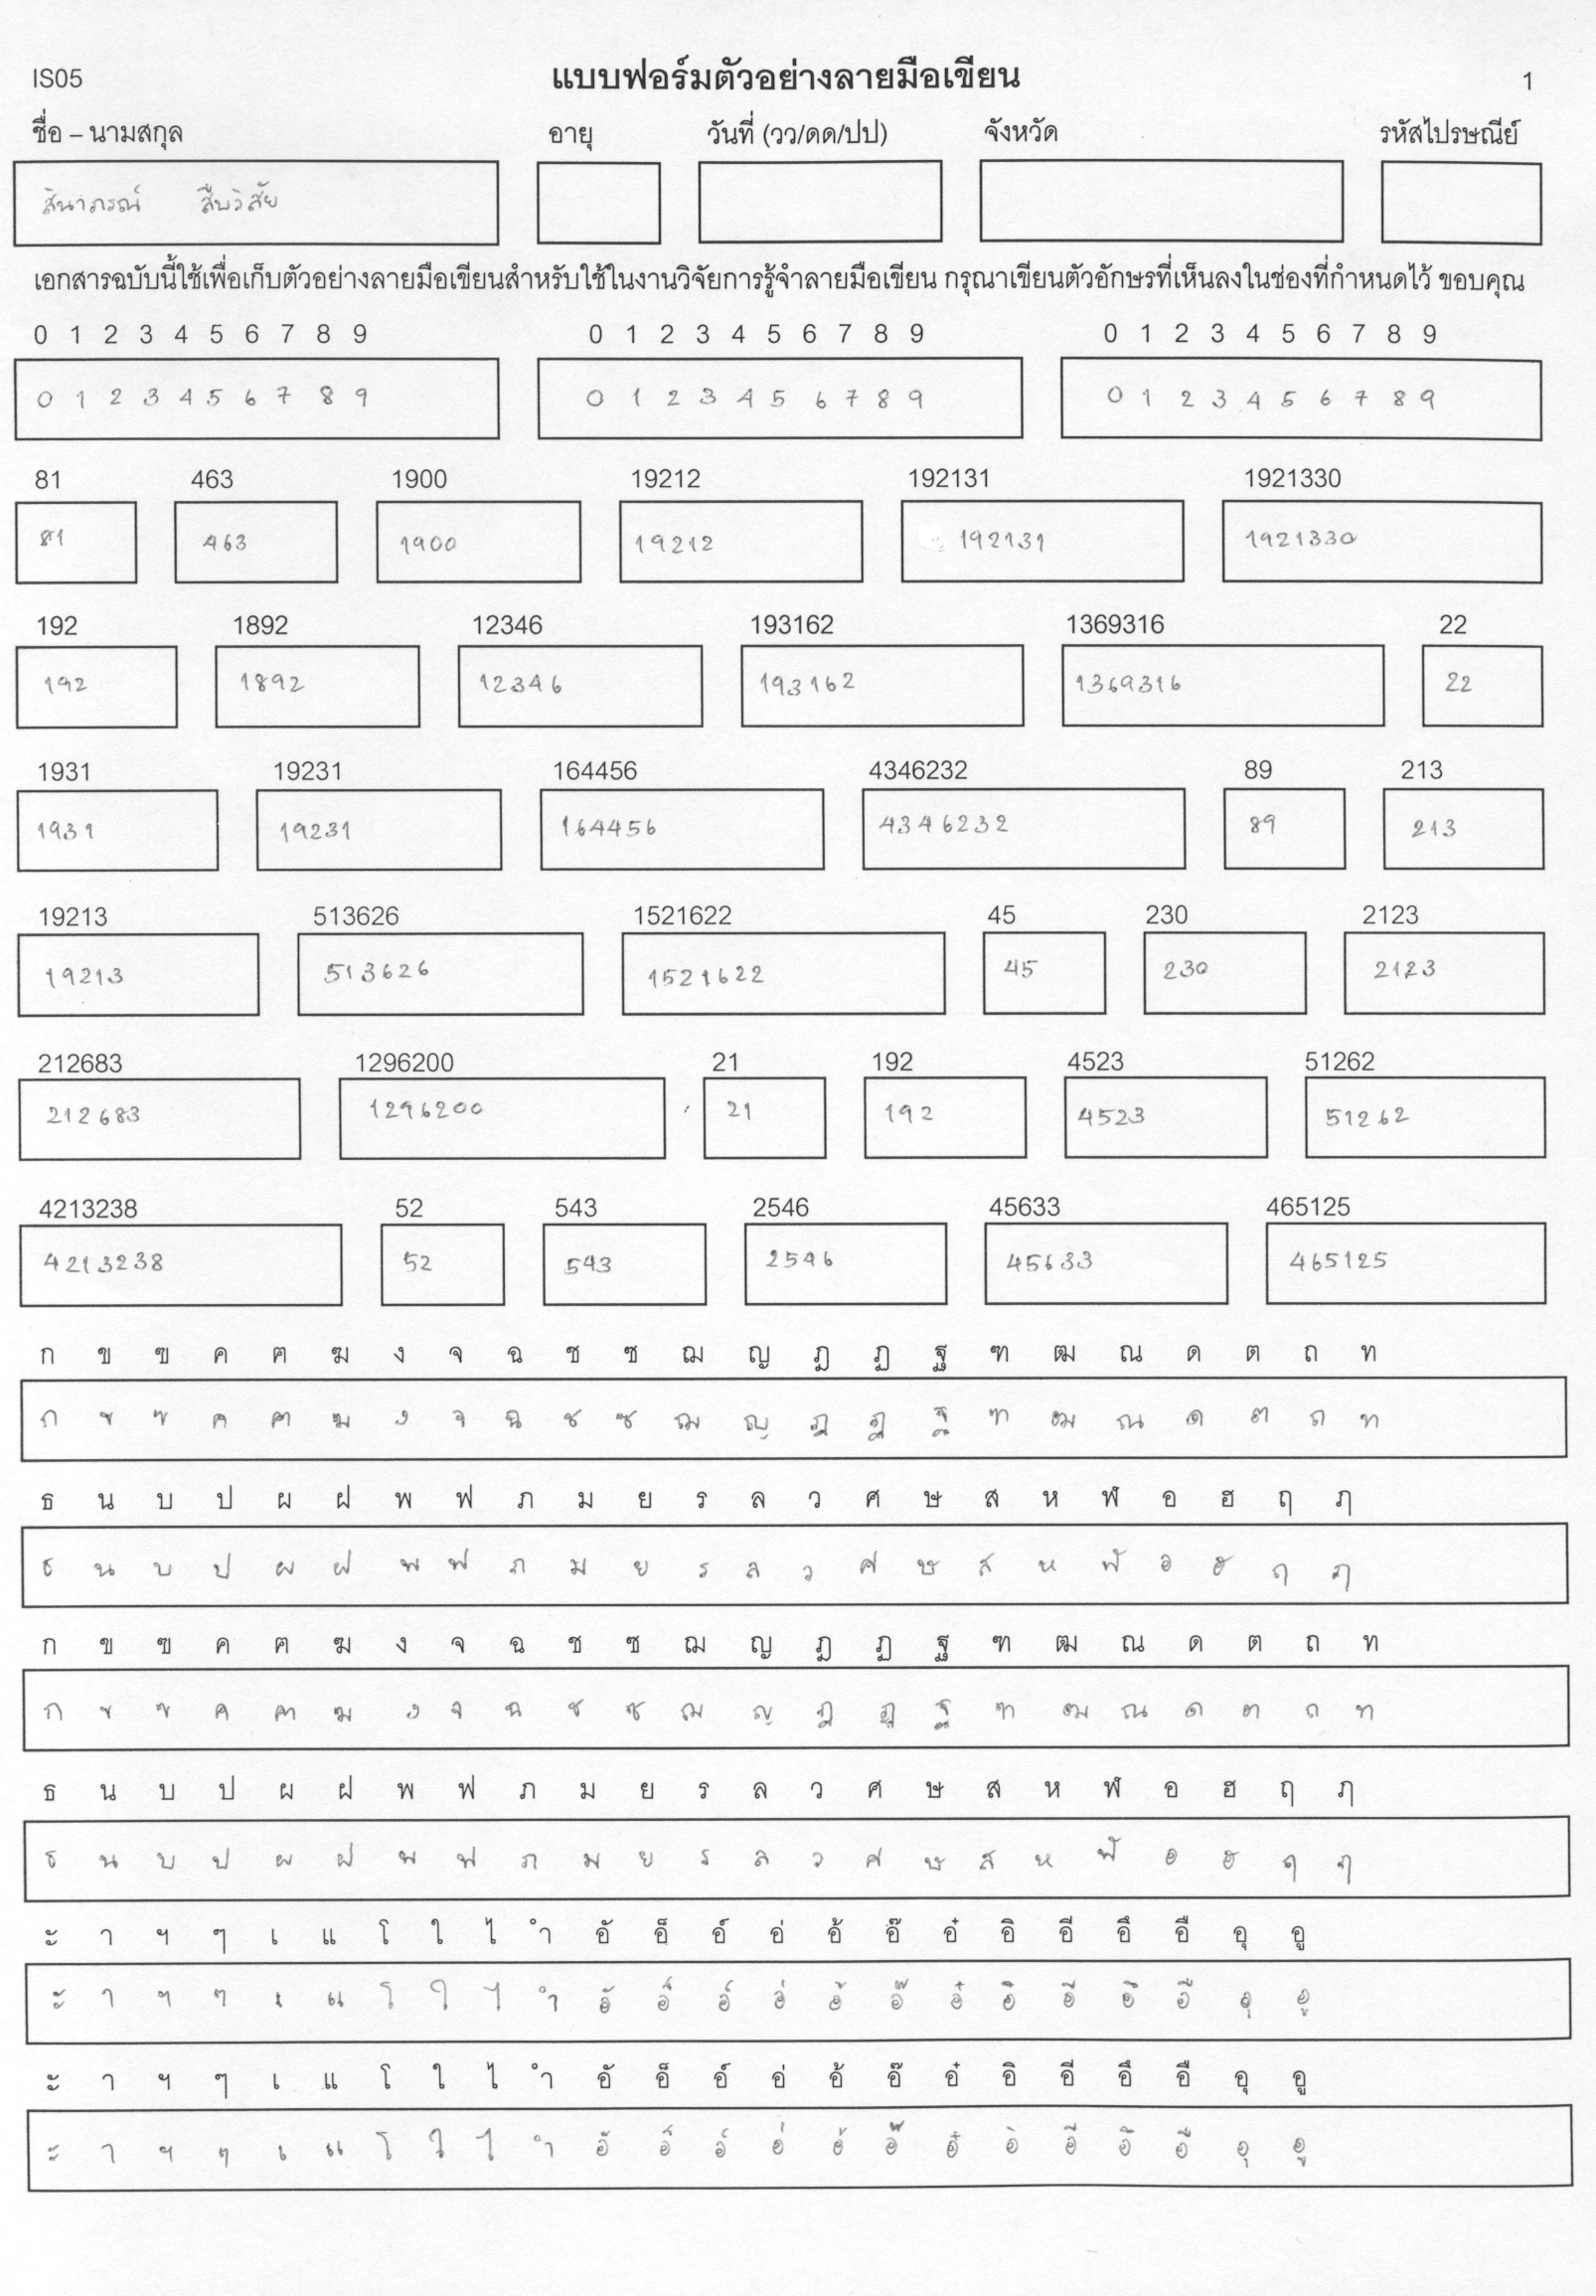 IS05 แบบฟอร์มตัวอย่างลายมือเขียน 1
ชื่อ – นามสกุล อายุ วันที่ (วว/ดด/ปป) จังหวัด รหัสไปรษณีย์
สืบวิสัย
เอกสารฉบับนี้ใช้เพื่อเก็บตัวอย่างลายมือเขียนสำหรับใช้ในงานวิจัยการรู้จำลายมือเขียน กรุณาเขียนตัวอักษรที่เห็นลงในช่องที่กำหนดไว้ ขอบคุณ
0 1 2 3 4 5 6 7 8 9 0 1 2 3 4 5 6 7 8 9 0 1 2 3 4 5 6 7 8 9
0 1 2 3 4 5 6 7 8 9 0 1 2 3 4 5 6 7 8 9 0 1 2 3 4 5 6 7 8 9
81 463 1900 19212 192131 1921330
81 463 1900 19212 192131 1921330
192 1892 12346 193162 1369316 22
192 1892 12346 193162 1369316 22
1931 19231 164456 4346232 89 213
1931 19231 164456 4346232 89 213
19213 513626 1521622 45 230 2123
19213 513626 1521622 45 230 2123
212683 1296200 21 192 4523 51262
212683 1296200 21 192 4523 51262
4213238 52 543 2546 45633 465125
4213238 52 543 2546 45633 465125
ก ข ฃ ค ฅ ฆ ง จ ฉ ช ซ ฌ ญ ฎ ฏ ฐ ฑ ฒ ณ ด ต ถ ท
ก ข ฃ ค ฅ ฆ ง จ ฉ ช ซ ฌ ญ ฎ ฏ ฐ ฑ ฒ ณ ด ต ถ ท
ธ น บ ป ผ ฝ พ ฟ ภ ม ย ร ล ว ศ ษ ส ห ฬ อ ฮ ฤ ฦ
ธ น บ ป ผ ฝ พ ฟ ภ ม ย ร ล ว ศ ษ ส ห ฬ อ ฮ ฤ ฦ
ก ข ฃ ค ฅ ฆ ง จ ฉ ช ซ ฌ ญ ฎ ฏ ฐ ฑ ฒ ณ ด ต ถ ท
ก ข ฃ ค ฅ ฆ ง จ ฉ ช ซ ฌ ญ ฎ ฏ ฐ ฑ ฒ ณ ด ต ถ ท
ธ น บ ป ผ ฝ พ ฟ ภ ม ย ร ล ว ศ ษ ส ห ฬ อ ฮ ฤ ฦ
ธ น บ ป ผ ฝ พ ฟ ภ ม ย ร ล ว ศ ษ ส ห ฬ อ ฮ ฤ ฦ
ะ า ฯ ๆ เ แ โ ใ ไ ำ อั อ็ อ์ อ่ อ้ อ๊ อ๋ อิ อี อึ อื อุ อู
ะ า ฯ ๆ เ แ โ ใ ไ ำ อั อ็ อ์ อ่ อ้ อ๊ อ๋ อิ อี อึ อื อุ อู
ะ า ฯ ๆ เ แ โ ใ ไ ำ อั อ็ อ์ อ่ อ้ อ๊ อ๋ อิ อี อึ อื อุ อู
ะ า ฯ ๆ เ แ โ ใ ไ ำ อั อ็ อ์ อ่ อ้ อ๊ อ๋ อิ อี อึ อื อุ อู